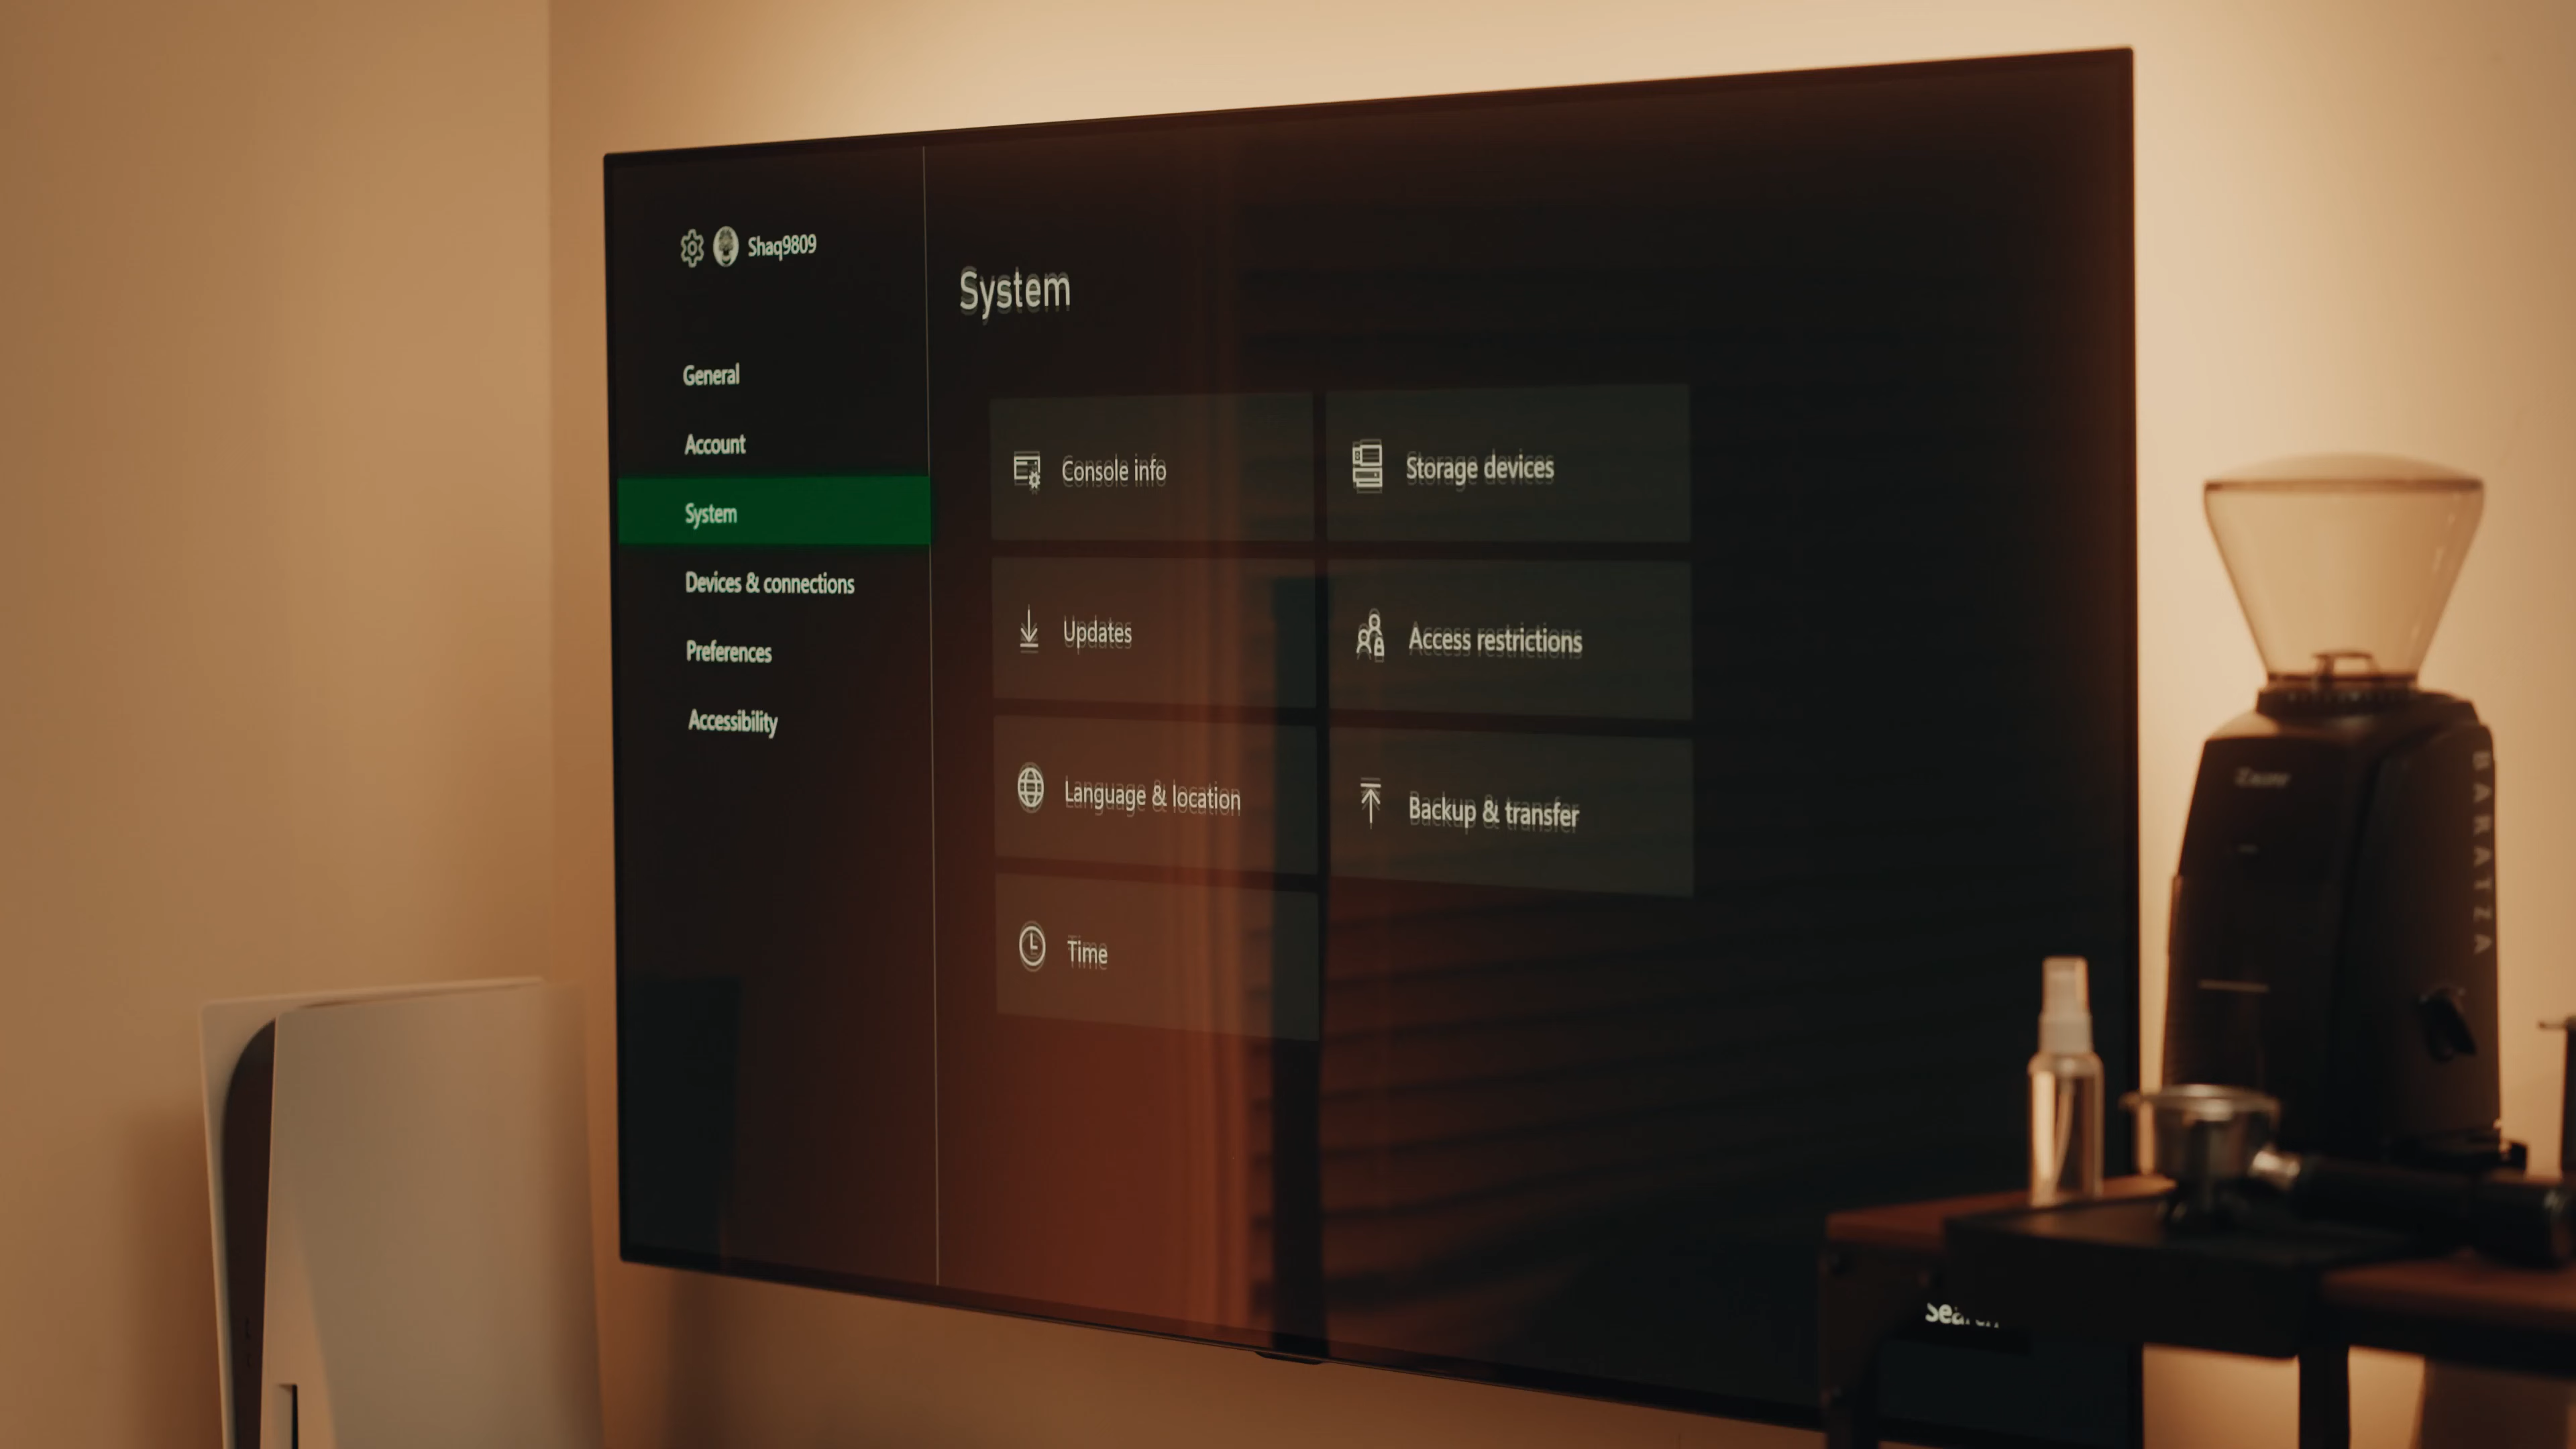 Shaq9809
General
Account
System
Devices & connections
Preferences
Accessibility
System
Console info
Storage devices
Updates
Access restrictions
Language & location
Backup & transfer
Time
BARATZA